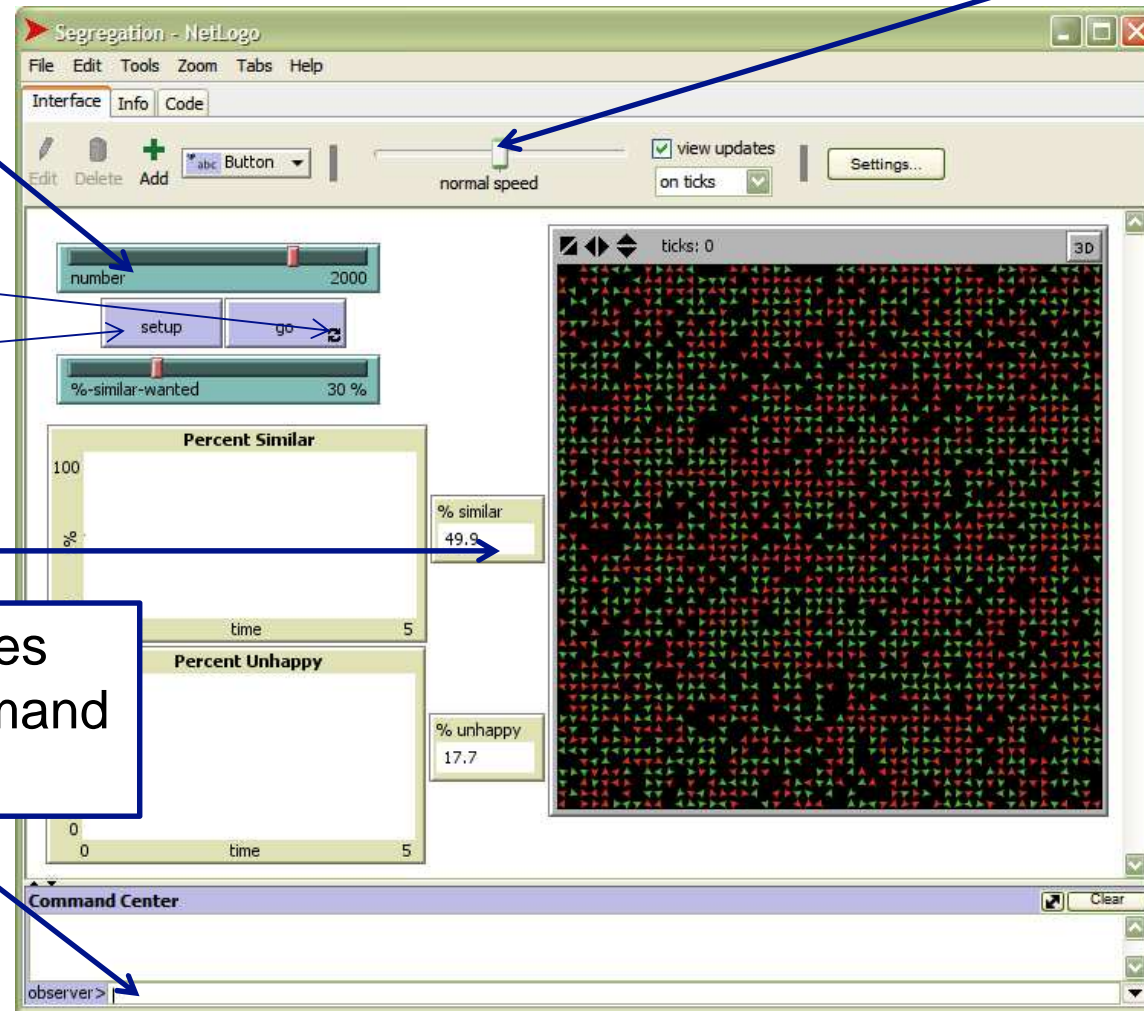 Segregation - NetLogo
File Edit Tools Zoom Tabs Help
Interface Info Code
Edit Delete Add abc Button normal speed view updates on ticks Settings...
ticks: 0 3D
number 2000
setup go
%-similar-wanted 30 %
Percent Similar
100
%
time 5
% similar
49.9
es
mand
Percent Unhappy
0
0 time 5
% unhappy
17.7
Command Center Clear
observer>